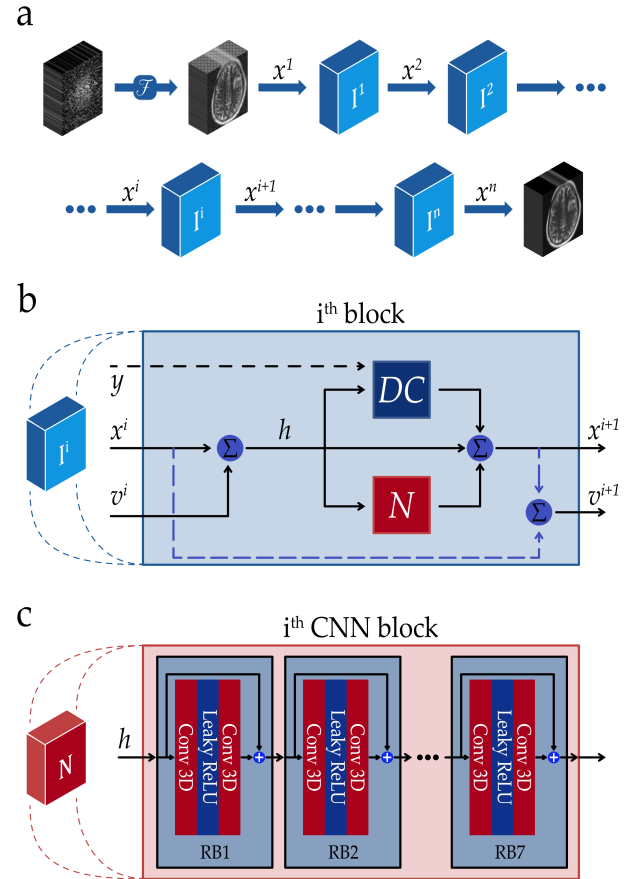 a
ℱ x¹ I¹ x² I² •••
••• xⁱ Iⁱ xⁱ⁺¹ ••• Iⁿ xⁿ
b
iᵗʰ block
y
DC
Iⁱ xⁱ Σ h Σ xⁱ⁺¹
vⁱ N Σ vⁱ⁺¹
c
iᵗʰ CNN block
N h
Conv 3D Leaky ReLU Conv 3D +
Conv 3D Leaky ReLU Conv 3D +
•••
Conv 3D Leaky ReLU Conv 3D +
RB1 RB2 RB7